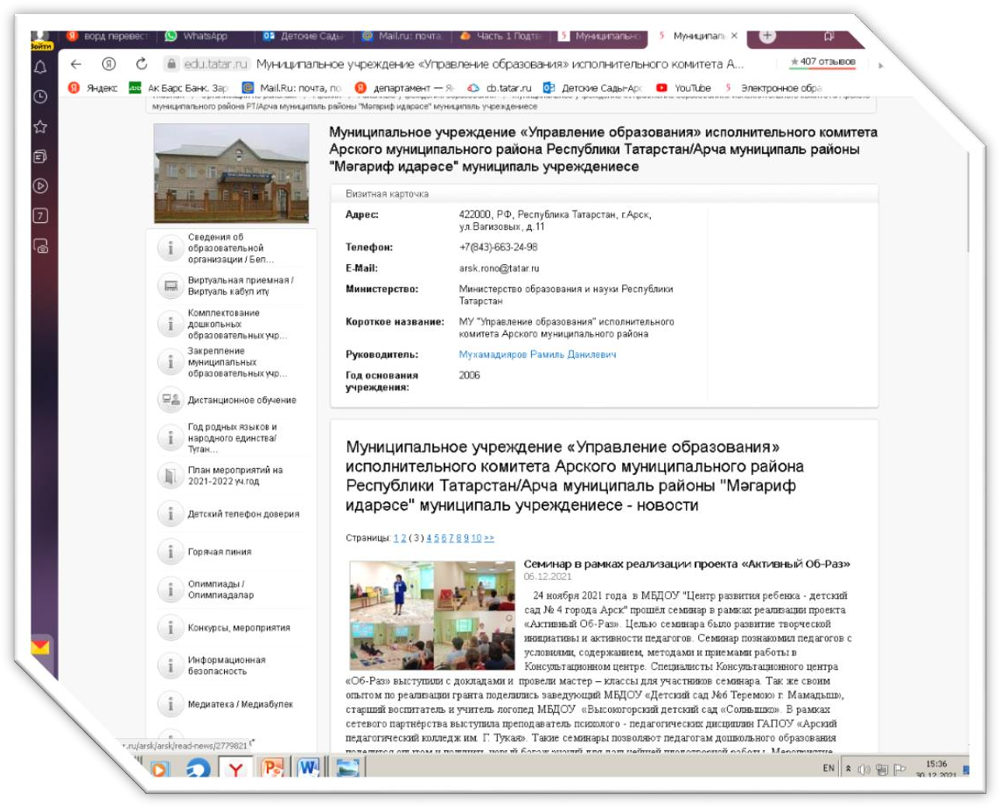 Войти
ворд перевест
WhatsApp
Детские Сады
Mail.ru: почта,
Часть 1 Подтв
Муниципально
Муниципаль
edu.tatar.ru Муниципальное учреждение «Управление образования» исполнительного комитета А...
407 отзывов
Яндекс
Ак Барс Банк. Зар
Mail.Ru: почта, по
департамент — Я
cb.tatar.ru
Детские Сады-Арс
YouTube
Электронное обра
муниципального района РТ/Арча муниципаль районы "Мәгариф идарәсе" муниципаль учреждениесе
Муниципальное учреждение «Управление образования» исполнительного комитета
Арского муниципального района Республики Татарстан/Арча муниципаль районы
"Мәгариф идарәсе" муниципаль учреждениесе
Визитная карточка
Адрес: 422000, РФ, Республика Татарстан, г.Арск,
ул.Вагизовых, д.11
Телефон: +7(843)-663-24-98
E-Mail: arsk.rono@tatar.ru
Министерство: Министерство образования и науки Республики
Татарстан
Короткое название: МУ "Управление образования" исполнительного
комитета Арского муниципального района
Руководитель: Мухамадияров Рамиль Данилевич
Год основания
учреждения: 2006
Сведения об
образовательной
организации / Бел...
Виртуальная приемная /
Виртуаль кабул итү
Комплектование
дошкольных
образовательных учр...
Закрепление
муниципальных
образовательных учр...
Дистанционное обучение
Год родных языков и
народного единства/
Туган...
План мероприятий на
2021-2022 уч.год
Детский телефон доверия
Горячая линия
Олимпиады /
Олимпиадалар
Конкурсы, мероприятия
Информационная
безопасность
Медиатека / Медиабүлек
Муниципальное учреждение «Управление образования»
исполнительного комитета Арского муниципального района
Республики Татарстан/Арча муниципаль районы "Мәгариф
идарәсе" муниципаль учреждениесе - новости
Страницы: 1 2 ( 3 ) 4 5 6 7 8 9 10 >>
Семинар в рамках реализации проекта «Активный Об-Раз»
06.12.2021
24 ноября 2021 года в МБДОУ "Центр развития ребенка - детский
сад № 4 города Арск" прошёл семинар в рамках реализации проекта
«Активный Об-Раз». Целью семинара было развитие творческой
инициативы и активности педагогов. Семинар познакомил педагогов с
условиями, содержанием, методами и приемами работы в
Консультационном центре. Специалисты Консультационного центра
«Об-Раз» выступили с докладами и провели мастер – классы для участников семинара. Так же своим
опытом по реализации гранта поделились заведующий МБДОУ «Детский сад №6 Теремок» г. Мамадыш,
старший воспитатель и учитель логопед МБДОУ «Высокогорский детский сад «Солнышко». В рамках
сетевого партнёрства выступила преподаватель психолого - педагогических дисциплин ГАПОУ «Арский
педагогический колледж им. Г. Тукая». Такие семинары позволяют педагогам дошкольного образования
.ru/arsk/arsk/read-news/2779821
EN
15:36
30.12.2021